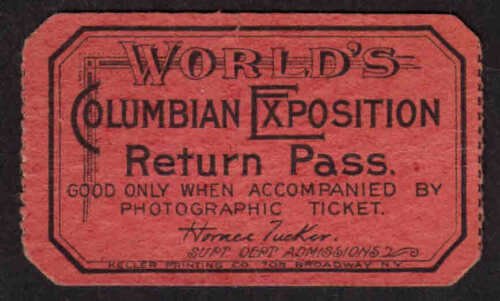 WORLD'S
COLUMBIAN EXPOSITION
Return Pass.
GOOD ONLY WHEN ACCOMPANIED BY
PHOTOGRAPHIC TICKET.
Horace Tucker.
SUPT. DEPT ADMISSIONS
KELLER PRINTING CO. 708 BROADWAY N.Y.